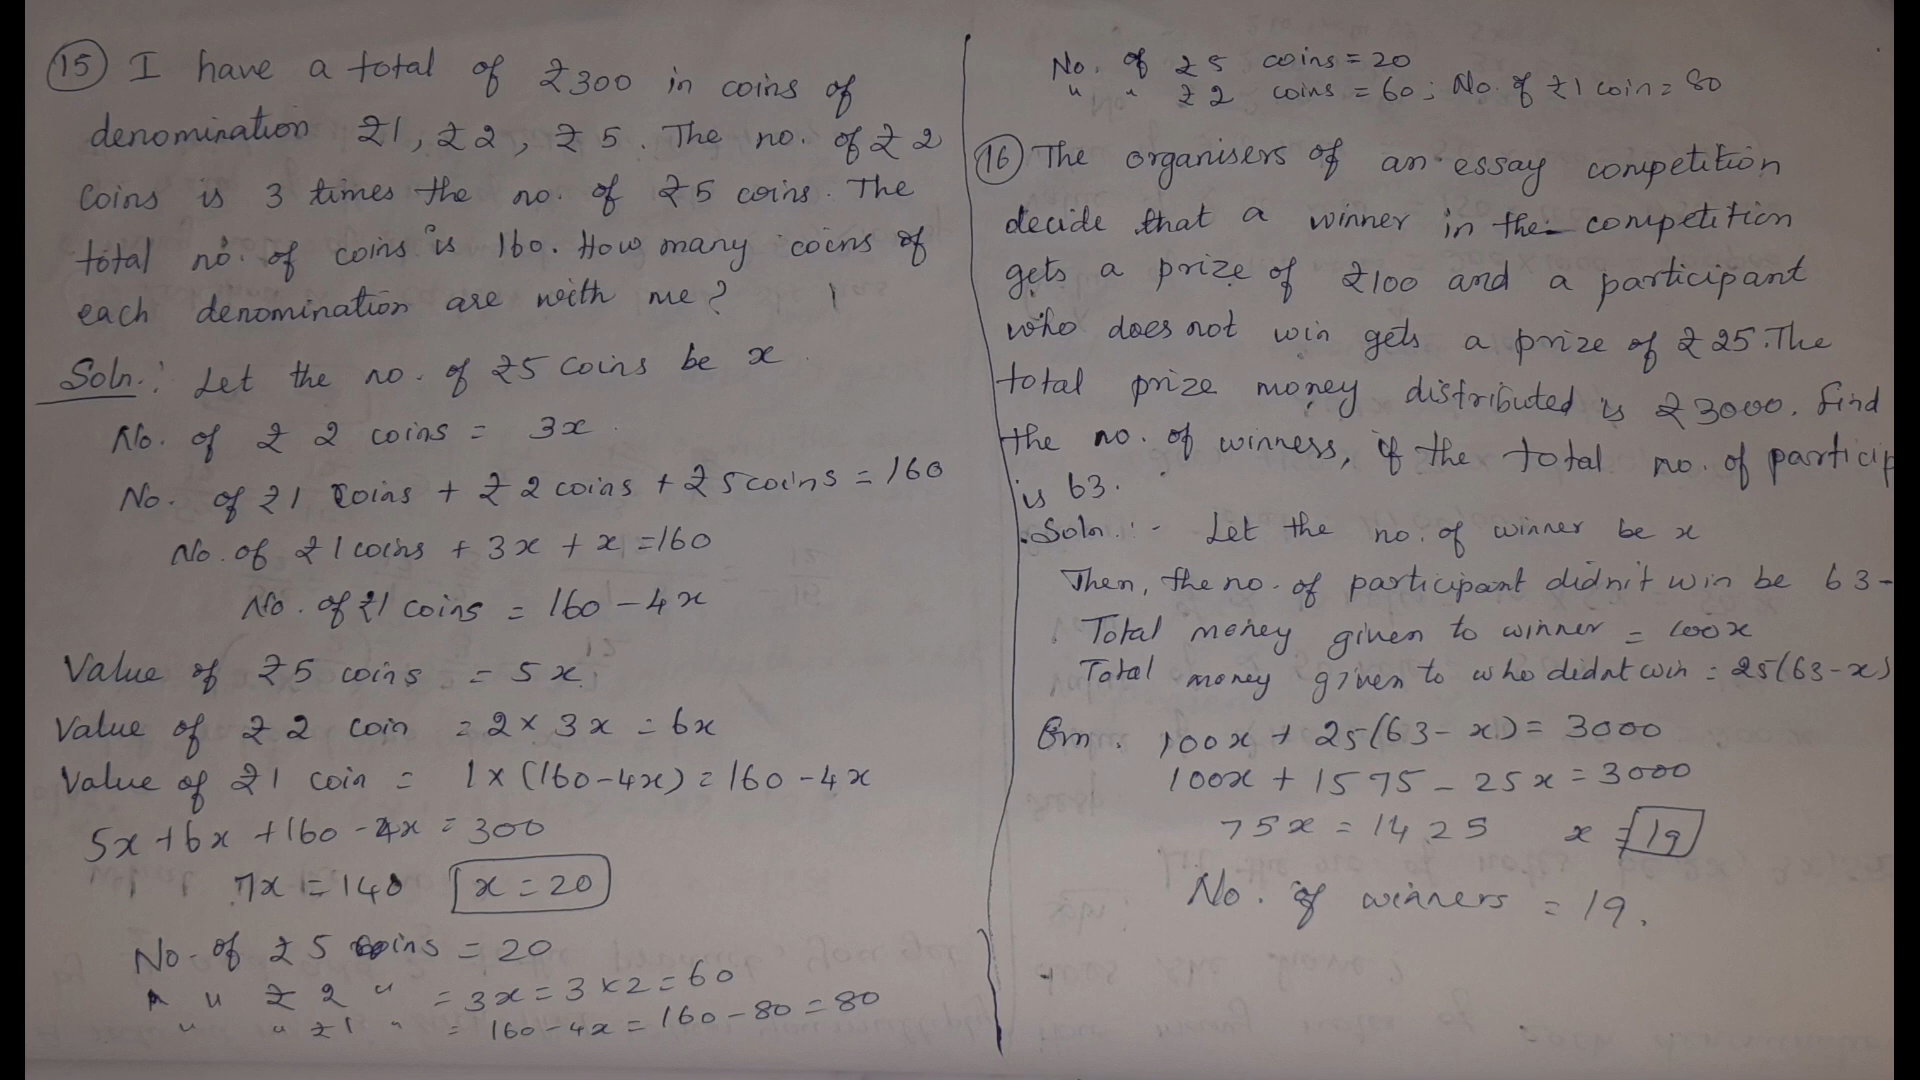 15 I have a total of ₹300 in coins of
denomination ₹1, ₹2, ₹5. The no. of ₹2
Coins is 3 times the no. of ₹5 coins. The
total no. of coins is 160. How many coins of
each denomination are with me?
Soln.: Let the no. of ₹5 coins be x
No. of ₹2 coins = 3x
No. of ₹1 coins + ₹2 coins + ₹5 coins = 160
No. of ₹1 coins + 3x + x = 160
No. of ₹1 coins = 160 - 4x
Value of ₹5 coins = 5x
Value of ₹2 coin = 2 × 3x = 6x
Value of ₹1 coin = 1 × (160-4x) = 160-4x
5x + 6x + 160 - 4x = 300
7x = 140 x = 20
No. of ₹5 coins = 20
" " ₹2 " = 3x = 3×2 = 60
" " ₹1 " = 160-4x = 160-80 = 80
No. of ₹5 coins = 20
" " ₹2 coins = 60; No. of ₹1 coin = 80
16 The organisers of an essay competition
decide that a winner in the competition
gets a prize of ₹100 and a participant
who does not win gets a prize of ₹25. The
total prize money distributed is ₹3000. Find
the no. of winness, if the total no. of particip
is 63.
Soln.:- Let the no. of winner be x
Then, the no. of participant didn't win be 63-
Total money given to winner = 100x
Total money given to who didnt win = 25(63-x)
100x + 25(63-x) = 3000
100x + 1575 - 25x = 3000
75x = 1425 x = 19
No. of winners = 19.